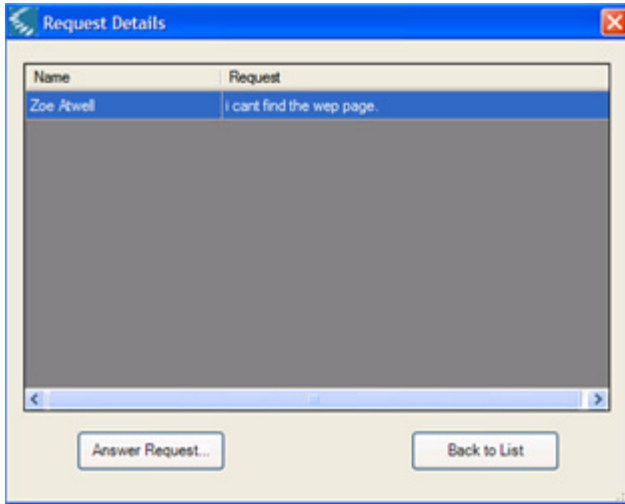 Request Details
Name Request
Zoe Atwell i cant find the wep page.
Answer Request... Back to List